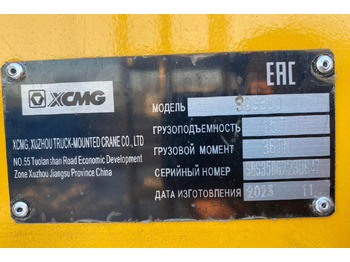 XCMG
EAC
XCMG, XUZHOU TRUCK-MOUNTED CRANE CO., LTD
NO.55 Tuolanshan Road Economic Development
Zone Xuzhou Jiangsu Province China
МОДЕЛЬ
ГРУЗОПОДЪЕМНОСТЬ
ГРУЗОВОЙ МОМЕНТ
СЕРИЙНЫЙ НОМЕР
ДАТА ИЗГОТОВЛЕНИЯ 2023 11